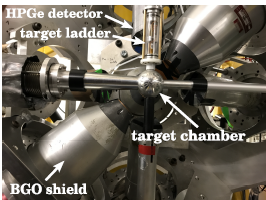 HPGe detector
target ladder
target chamber
BGO shield